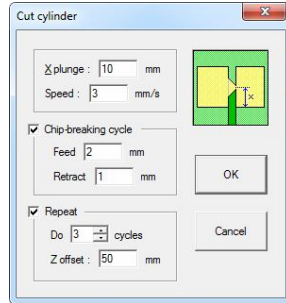 Cut cylinder
X plunge : 10 mm
Speed : 3 mm/s
x
Chip-breaking cycle
Feed 2 mm
Retract 1 mm
OK
Repeat
Do 3 cycles
Z offset : 50 mm
Cancel